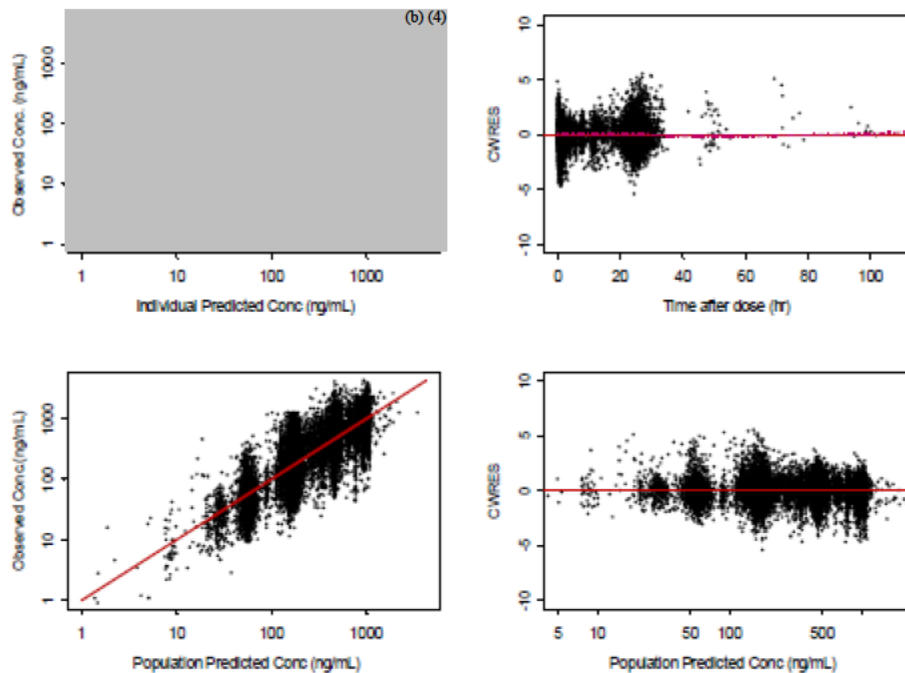 (b) (4)
Observed Conc. (ng/mL)
1000
100
10
1
1 10 100 1000
Individual Predicted Conc (ng/mL)
CWRES
10
5
0
-5
-10
0 20 40 60 80 100
Time after dose (hr)
Observed Conc.(ng/mL)
1000
100
10
1
1 10 100 1000
Population Predicted Conc (ng/mL)
CWRES
10
5
0
-5
-10
5 10 50 100 500
Population Predicted Conc (ng/mL)